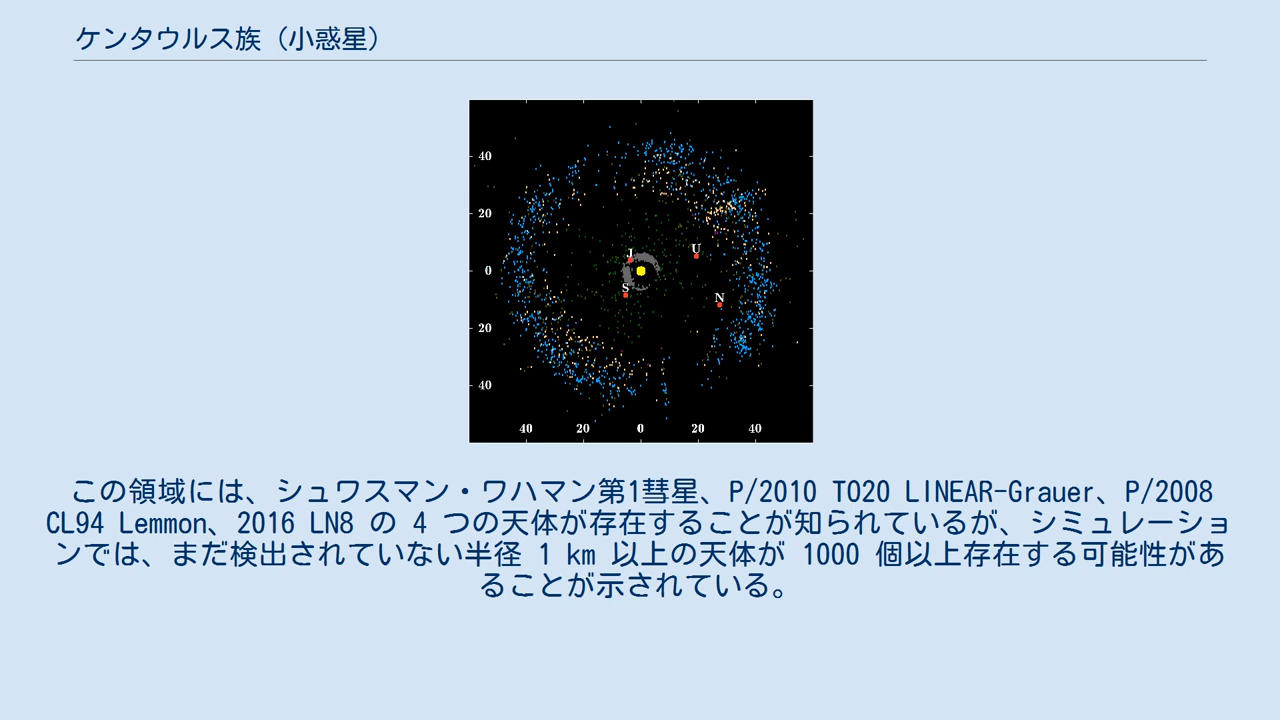 ケンタウルス族（小惑星）
40
20
0
20
40
J
S
U
N
40 20 0 20 40
この領域には、シュワスマン・ワハマン第1彗星、P/2010 TO20 LINEAR-Grauer、P/2008
CL94 Lemmon、2016 LN8 の 4 つの天体が存在することが知られているが、シミュレーショ
ンでは、まだ検出されていない半径 1 km 以上の天体が 1000 個以上存在する可能性があ
ることが示されている。